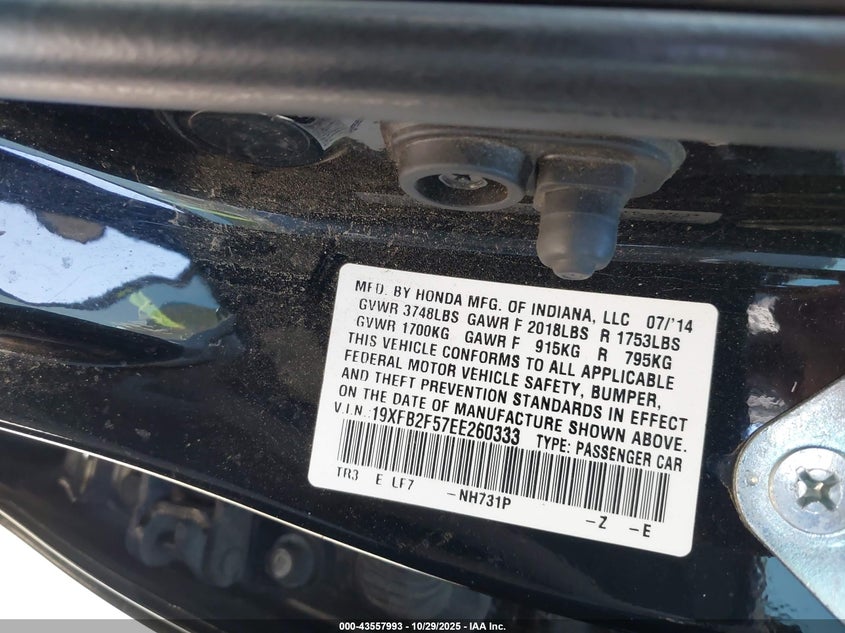 MFD. BY HONDA MFG. OF INDIANA, LLC 07/'14
GVWR 3748LBS GAWR F 2018LBS R 1753LBS
GVWR 1700KG GAWR F 915KG R 795KG
THIS VEHICLE CONFORMS TO ALL APPLICABLE
FEDERAL MOTOR VEHICLE SAFETY, BUMPER,
AND THEFT PREVENTION STANDARDS IN EFFECT
ON THE DATE OF MANUFACTURE SHOWN ABOVE.
V.I.N.: 19XFB2F57EE260333 TYPE: PASSENGER CAR
TR3 E LF7 -NH731P -Z -E
000-43557993 - 10/29/2025 - IAA Inc.